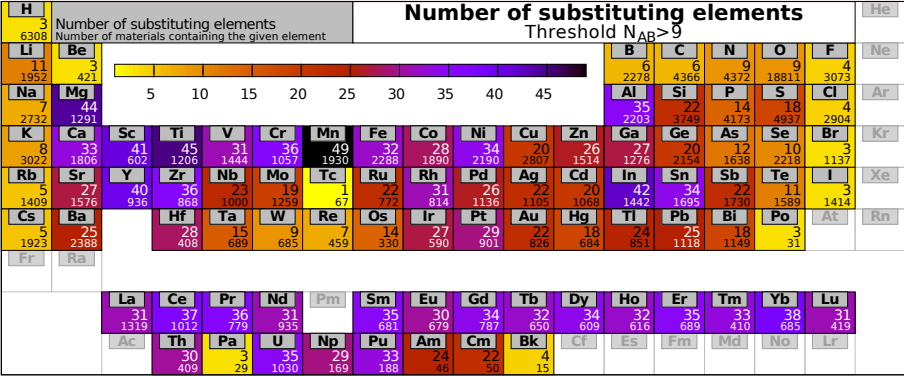 H Number of substituting elements He
3 Number of substituting elements Threshold N_AB>9
6308 Number of materials containing the given element
Li Be B C N O F Ne
11 3 6 6 9 9 4
1952 421 2278 4366 4372 18811 3073
5 10 15 20 25 30 35 40 45
Na Mg Al Si P S Cl Ar
7 44 35 22 14 18 4
2732 1291 2203 3749 4173 4937 2904
K Ca Sc Ti V Cr Mn Fe Co Ni Cu Zn Ga Ge As Se Br Kr
8 33 41 45 31 36 49 32 28 34 20 26 27 20 12 10 3
3022 1806 602 1206 1444 1057 1930 2288 1890 2190 2807 1514 1276 2154 1638 2218 1137
Rb Sr Y Zr Nb Mo Tc Ru Rh Pd Ag Cd In Sn Sb Te I Xe
5 27 40 36 23 19 1 22 31 26 22 20 42 34 22 11 3
1409 1576 936 868 1000 1259 67 772 814 1136 1105 1068 1442 1695 1730 1589 1414
Cs Ba Hf Ta W Re Os Ir Pt Au Hg Tl Pb Bi Po At Rn
5 25 28 15 9 7 14 27 29 22 18 24 25 18 3
1923 2388 408 689 685 459 330 590 901 826 684 851 1118 1149 31
Fr Ra
La Ce Pr Nd Pm Sm Eu Gd Tb Dy Ho Er Tm Yb Lu
31 37 36 31 35 30 34 32 34 32 35 33 38 31
1319 1012 779 935 681 679 787 650 609 616 689 410 685 419
Ac Th Pa U Np Pu Am Cm Bk Cf Es Fm Md No Lr
30 3 35 29 33 24 22 4
409 29 1030 169 188 46 50 15